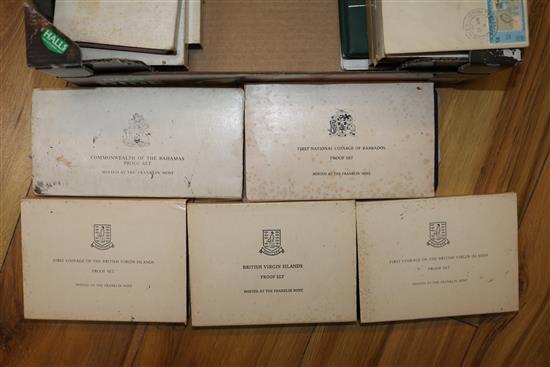 HALLS
COMMONWEALTH OF THE BAHAMAS
PROOF SET
MINTED AT THE FRANKLIN MINT
FIRST NATIONAL COINAGE OF BARBADOS
PROOF SET
MINTED AT THE FRANKLIN MINT
FIRST COINAGE OF THE BRITISH VIRGIN ISLANDS
PROOF SET
MINTED AT THE FRANKLIN MINT
BRITISH VIRGIN ISLANDS
PROOF SET
MINTED AT THE FRANKLIN MINT
FIRST COINAGE OF THE BRITISH VIRGIN ISLANDS
PROOF SET
MINTED AT THE FRANKLIN MINT